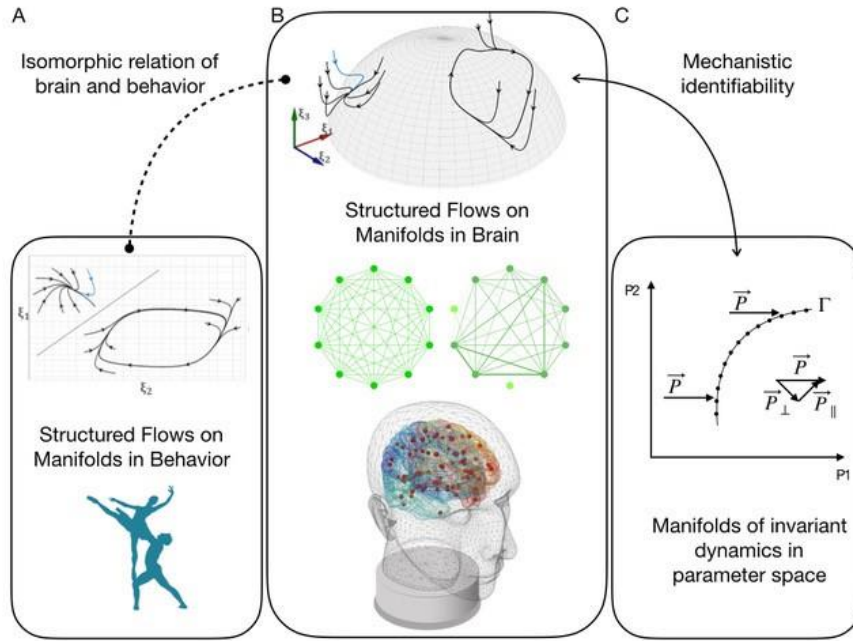 A
B
C
Isomorphic relation of
brain and behavior
Mechanistic
identifiability
ξ3
ξ1
ξ2
Structured Flows on
Manifolds in Brain
ξ1
ξ2
Structured Flows on
Manifolds in Behavior
P2
P
Γ
P
P
P⊥
P∥
P1
Manifolds of invariant
dynamics in
parameter space